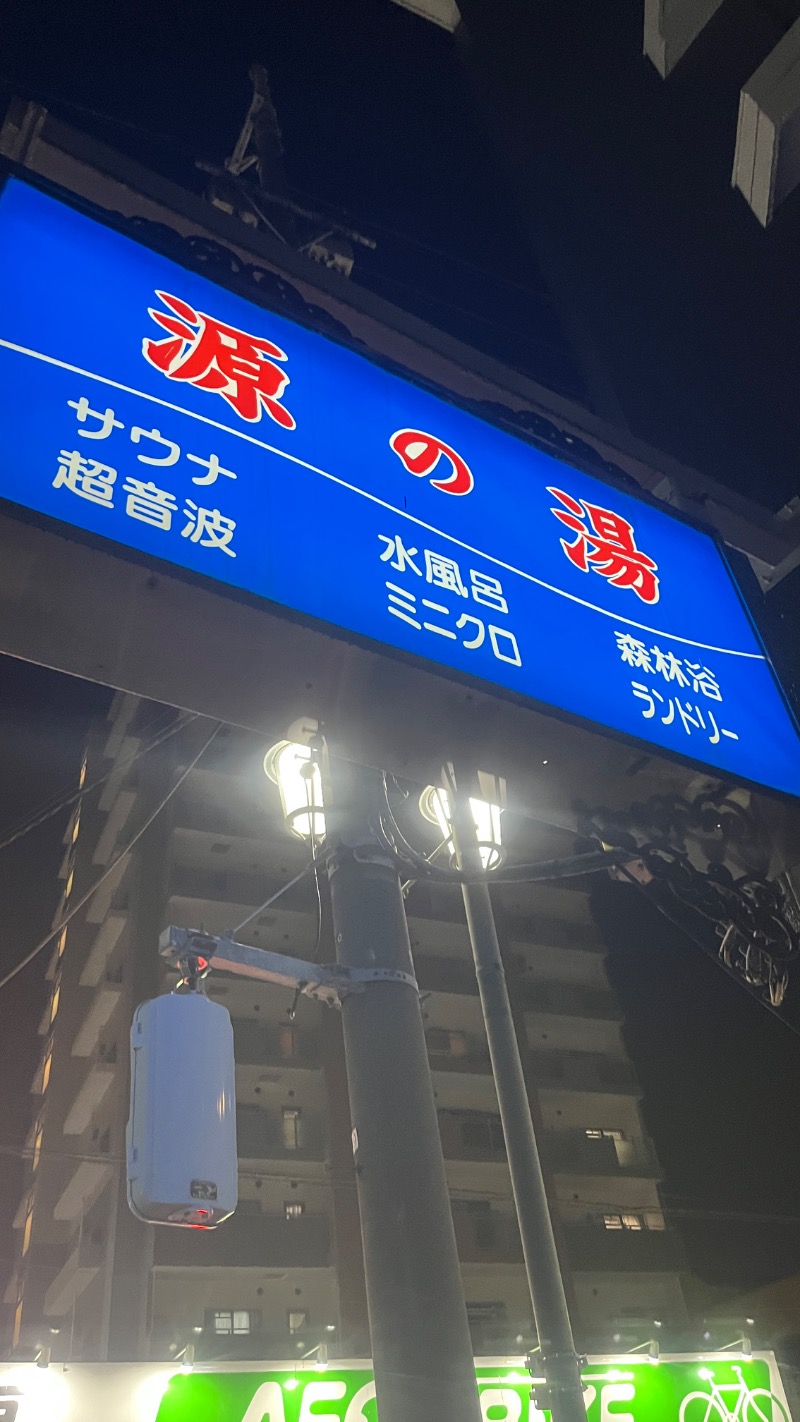 源の湯
サウナ 水風呂 森林浴
超音波 ミニクロ ランドリー